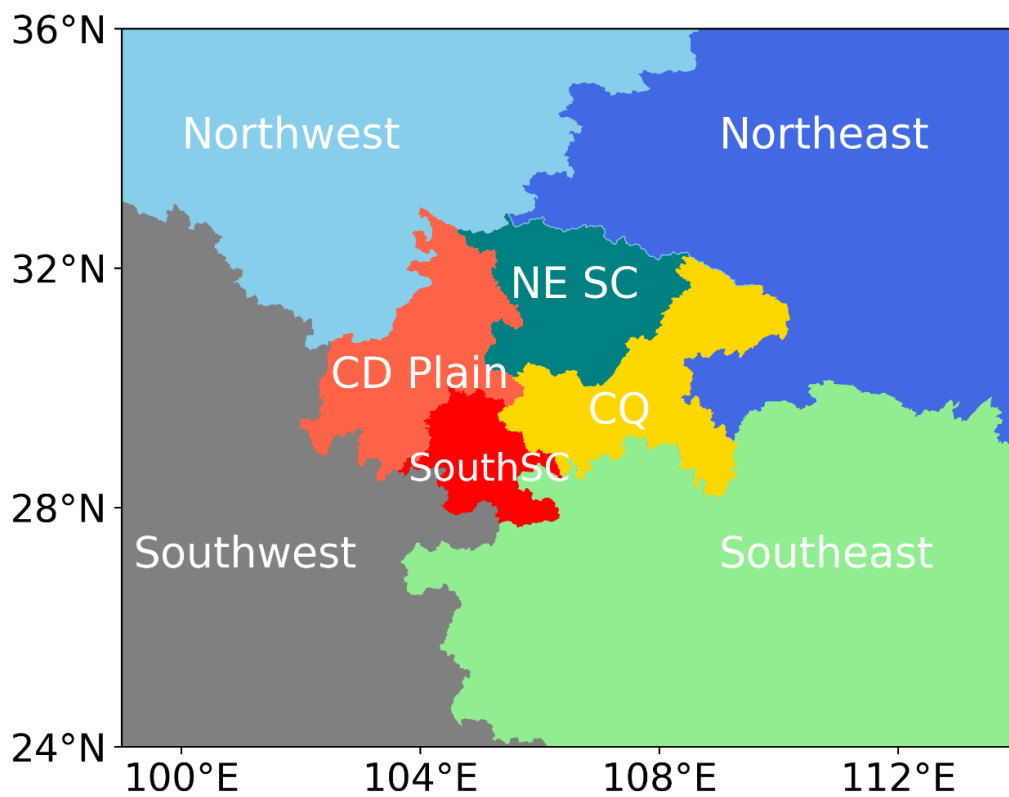 36°N
Northwest
Northeast
32°N
NE SC
CD Plain
CQ
SouthSC
28°N
Southwest
Southeast
24°N
100°E
104°E
108°E
112°E